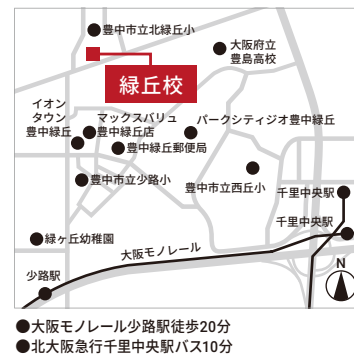 豊中市立北緑丘小
大阪府立
豊島高校
緑丘校
イオン
タウン
豊中緑丘
マックスバリュ
豊中緑丘店
パークシティジオ豊中緑丘
豊中緑丘郵便局
豊中市立少路小
豊中市立西丘小
千里中央駅
千里中央駅
緑ヶ丘幼稚園
大阪モノレール
少路駅
N
●大阪モノレール少路駅徒歩20分
●北大阪急行千里中央駅バス10分